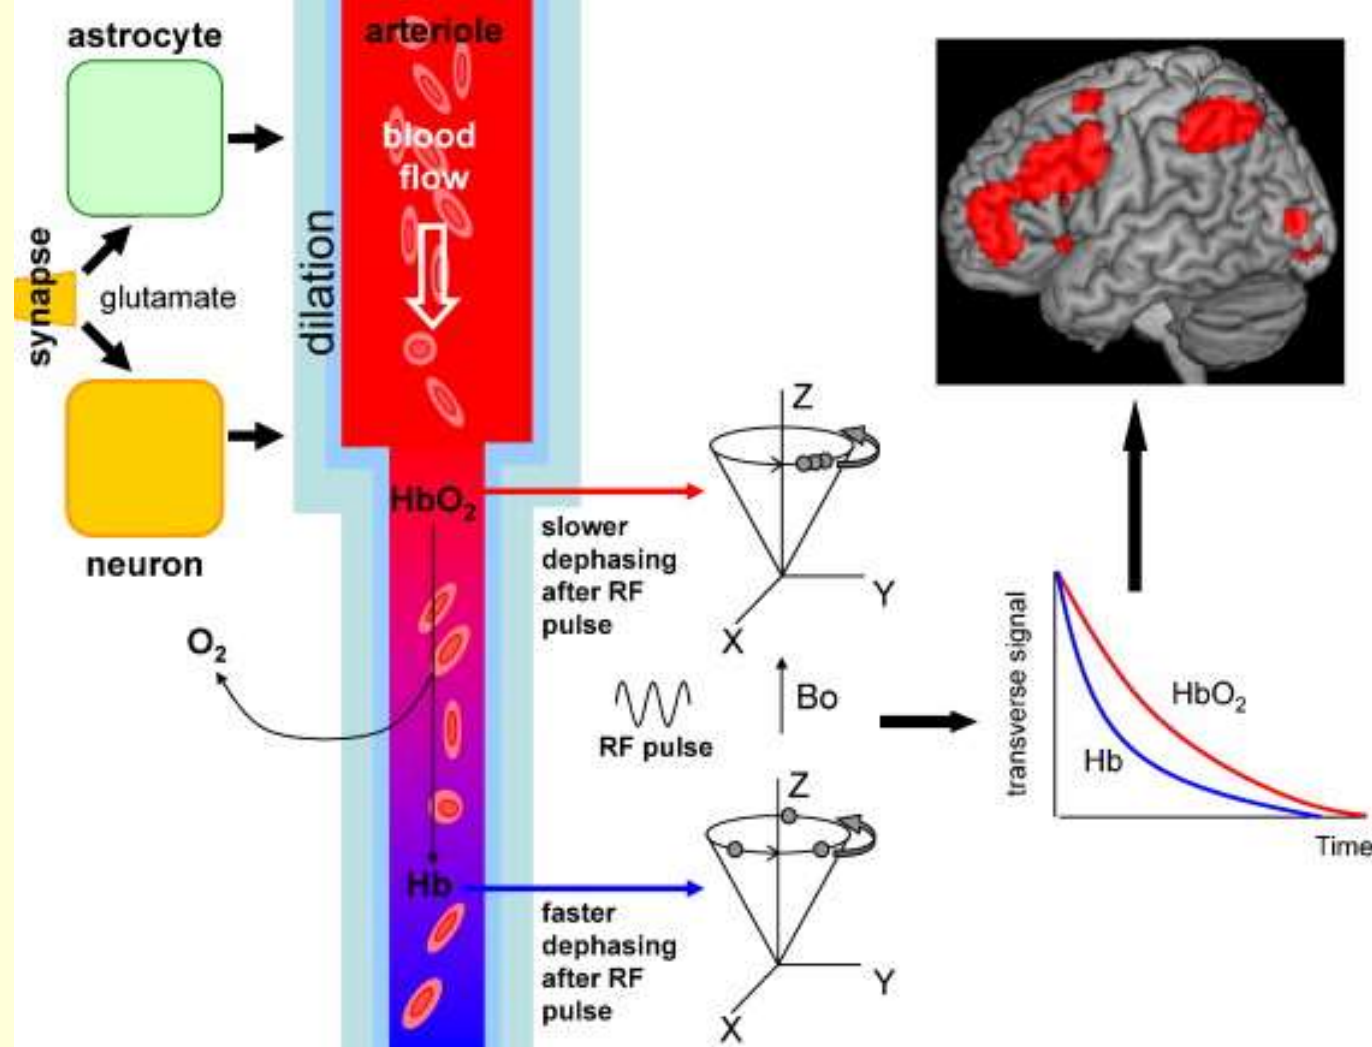 astrocyte
arteriole
blood
flow
synapse
glutamate
dilation
neuron
HbO₂
slower
dephasing
after RF
pulse
Z
Y
X
O₂
RF pulse
Bo
Hb
faster
dephasing
after RF
pulse
Z
Y
X
transverse signal
HbO₂
Hb
Time